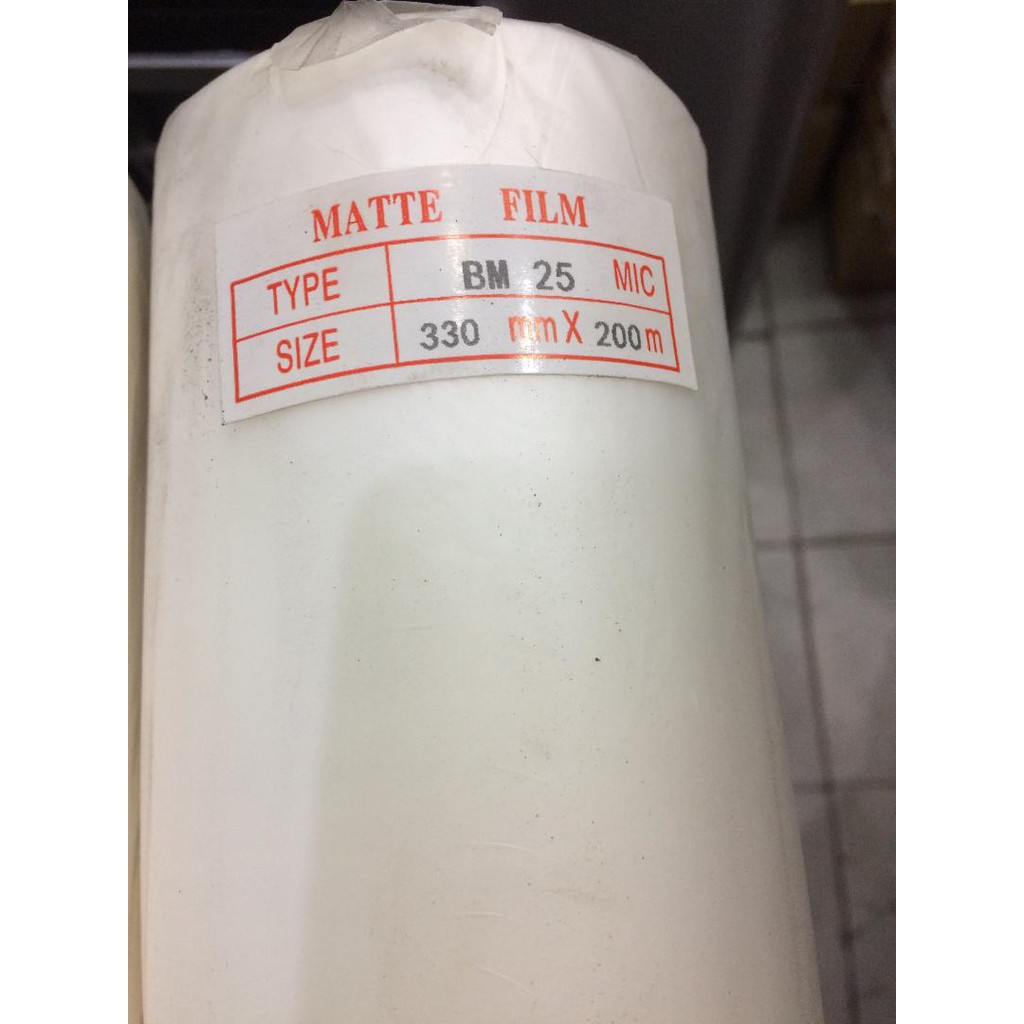 MATTE FILM
TYPE BM 25 MIC
SIZE 330 mm X 200 m